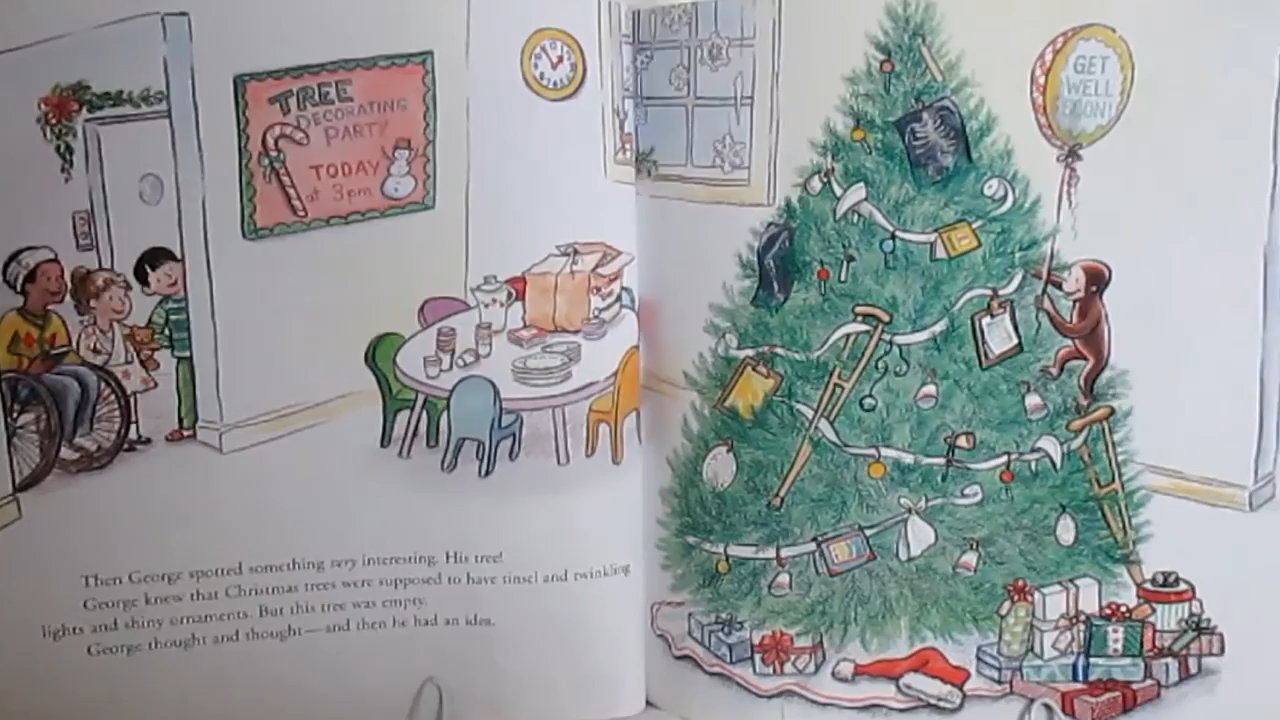 TREE
DECORATING
PARTY
TODAY
at 3pm
GET
WELL
SOON!
Then George spotted something very interesting. His tree!
George knew that Christmas trees were supposed to have tinsel and twinkling
lights and shiny ornaments. But this tree was empty.
George thought and thought—and then he had an idea.